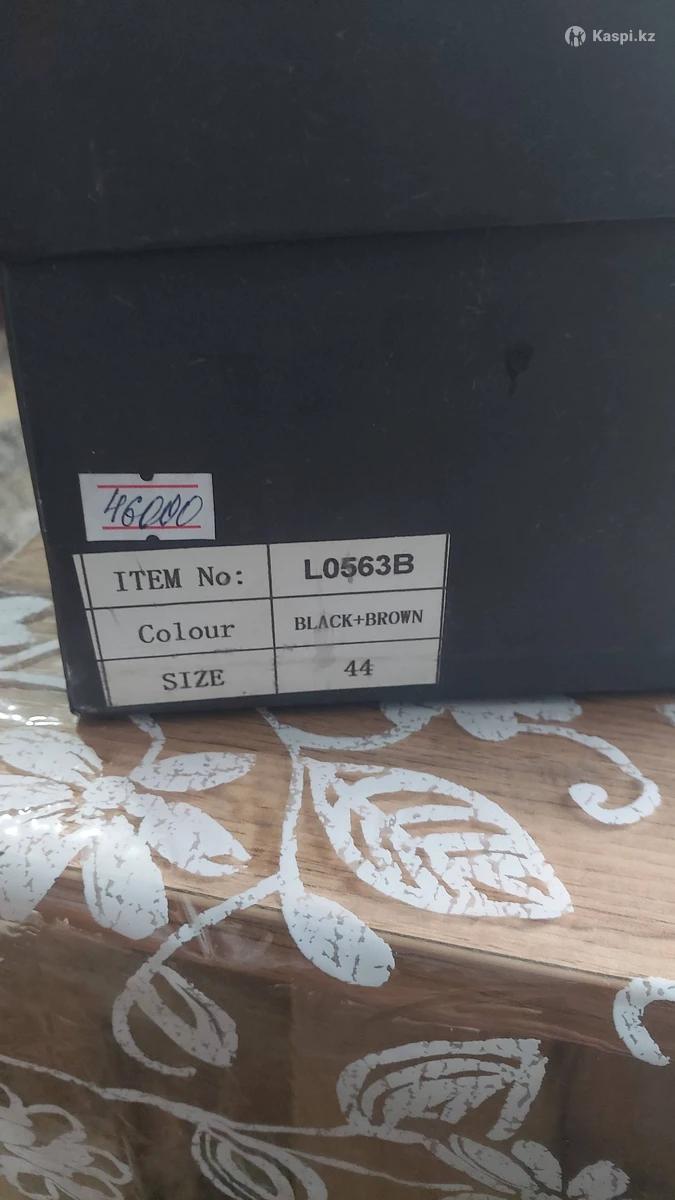 Kaspi.kz
46000
ITEM No: L0563B
Colour BLACK+BROWN
SIZE 44